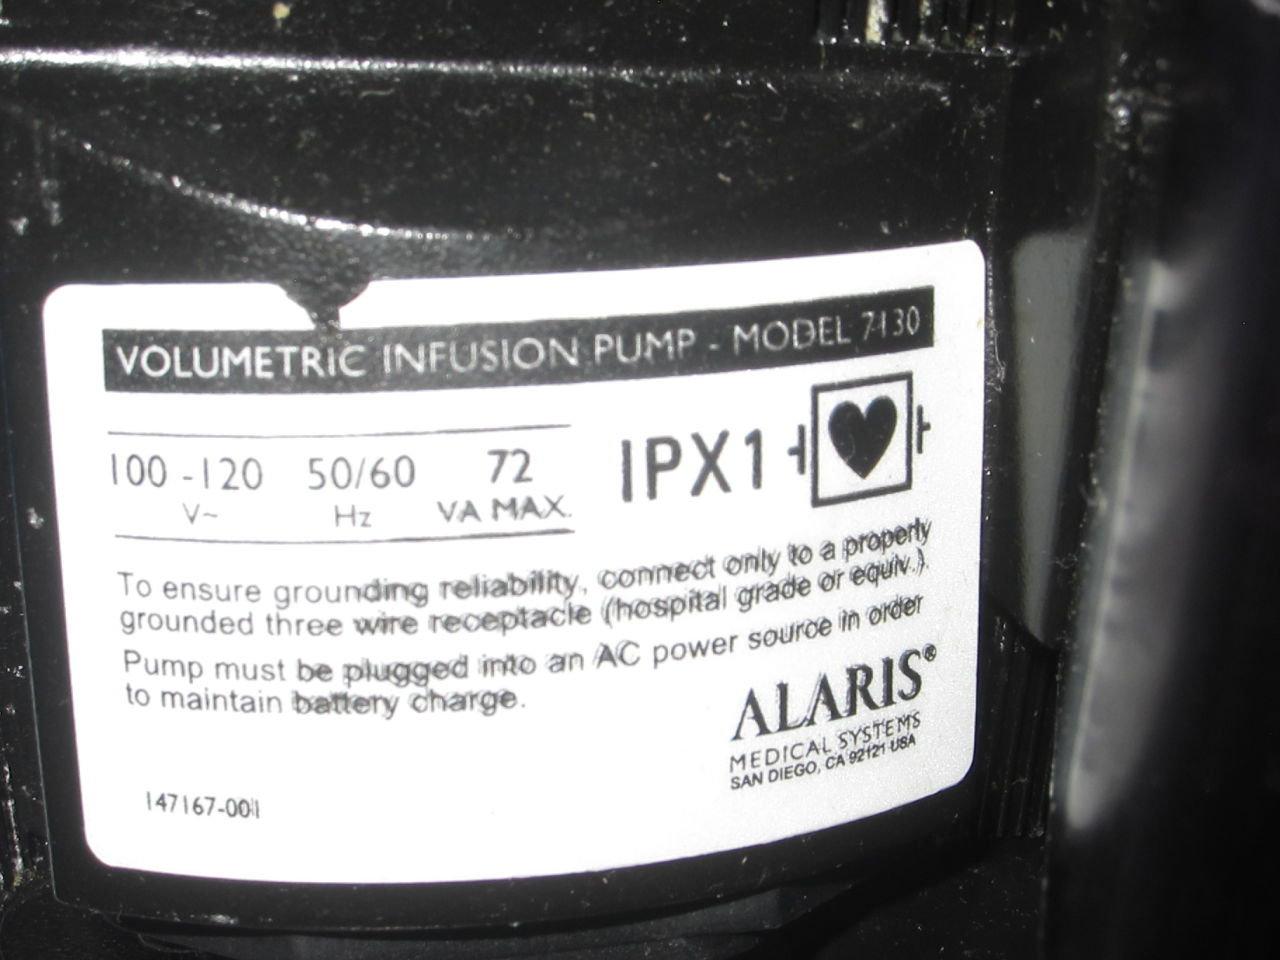 VOLUMETRIC INFUSION PUMP - MODEL 7130
100 -120 50/60 72
V~ Hz VA MAX.
IPX1
To ensure grounding reliability, connect only to a properly
grounded three wire receptacle (hospital grade or equiv.).
Pump must be plugged into an AC power source in order
to maintain battery charge.
ALARIS®
MEDICAL SYSTEMS
SAN DIEGO, CA 92121 USA
147167-001